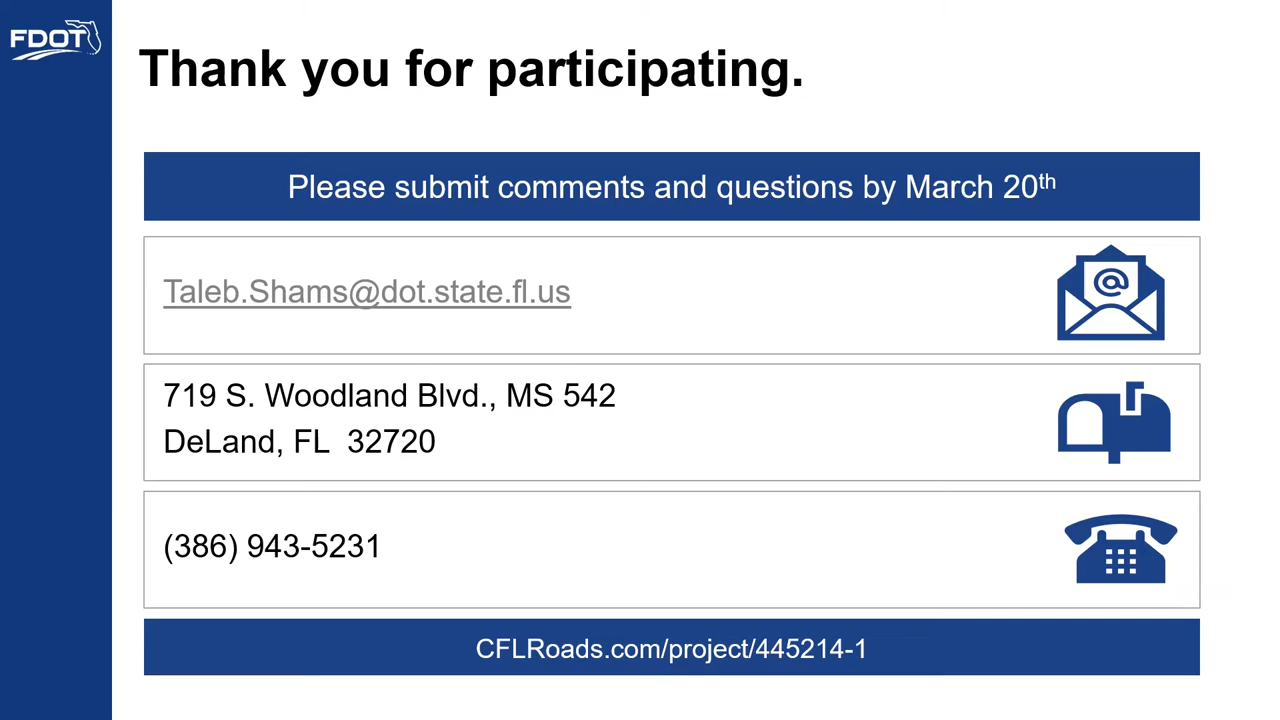 FDOT
Thank you for participating.
Please submit comments and questions by March 20th
Taleb.Shams@dot.state.fl.us
@
719 S. Woodland Blvd., MS 542
DeLand, FL  32720
(386) 943-5231
CFLRoads.com/project/445214-1